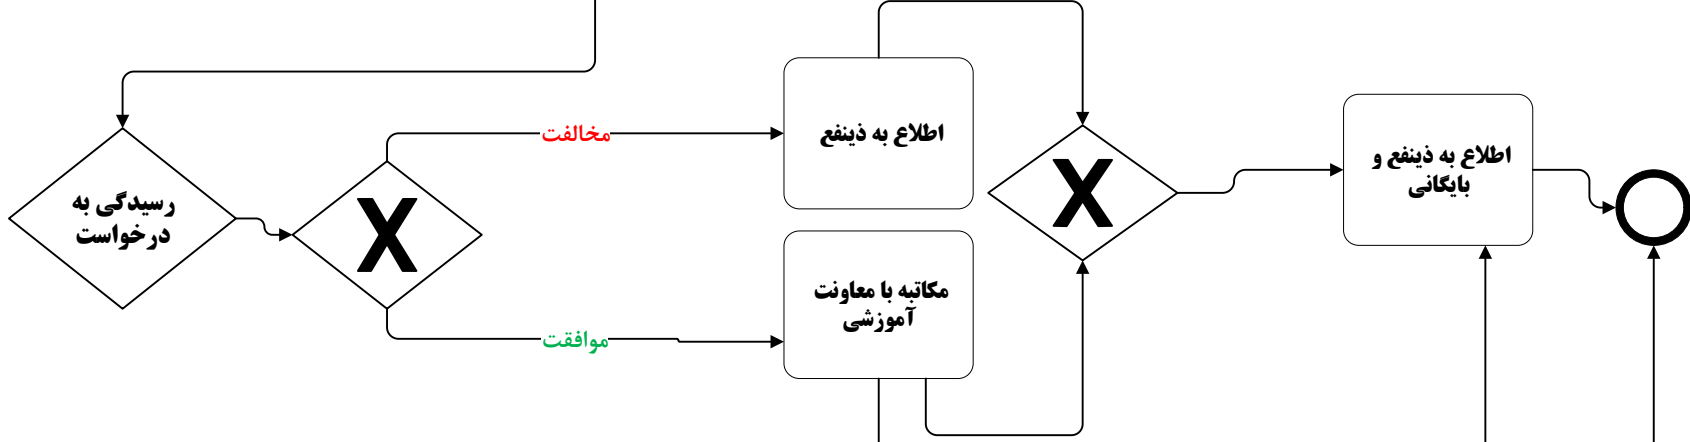 رسیدگی به
درخواست
X
مخالفت
موافقت
اطلاع به ذینفع
مکاتبه با معاونت
آموزشی
X
اطلاع به ذینفع و
بایگانی